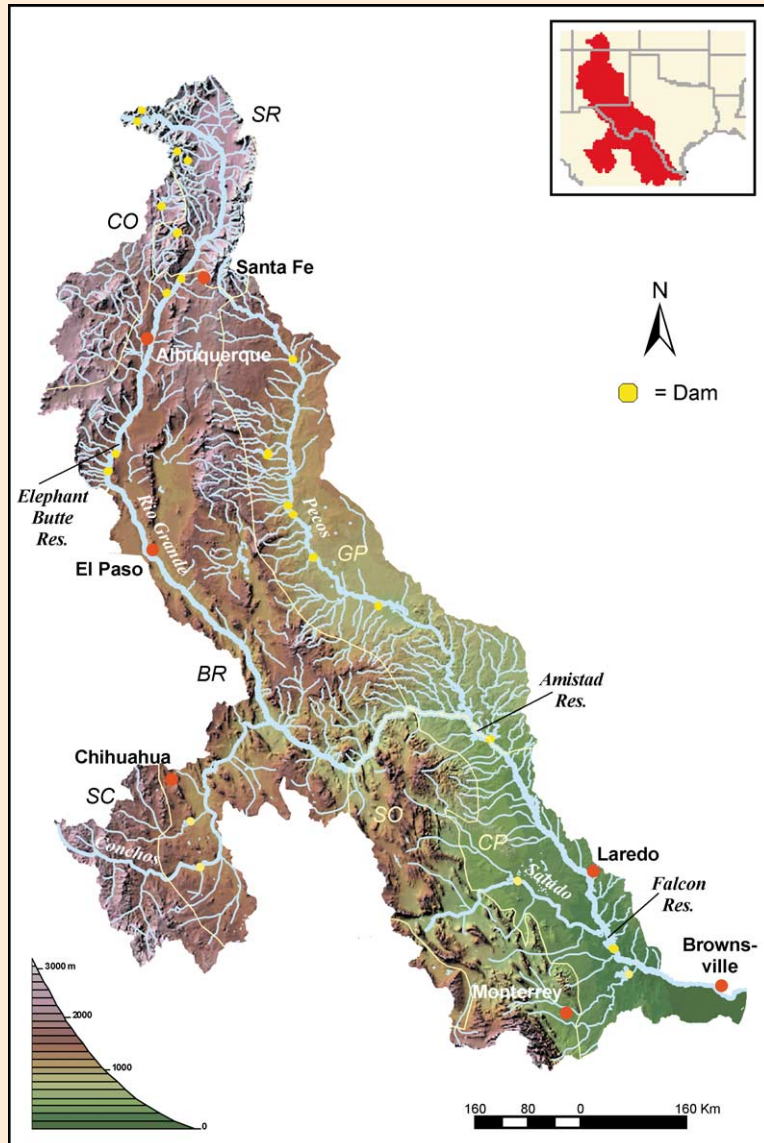 SR
CO
Santa Fe
N
Albuquerque
= Dam
Elephant
Butte
Res.
Rio Grande
Pecos
GP
El Paso
BR
Amistad
Res.
Chihuahua
SC
SO
Conchos
CP
Salado
Laredo
Falcon
Res.
Browns-
ville
Monterrey
3000 m
2000
1000
0
160 80 0 160 Km